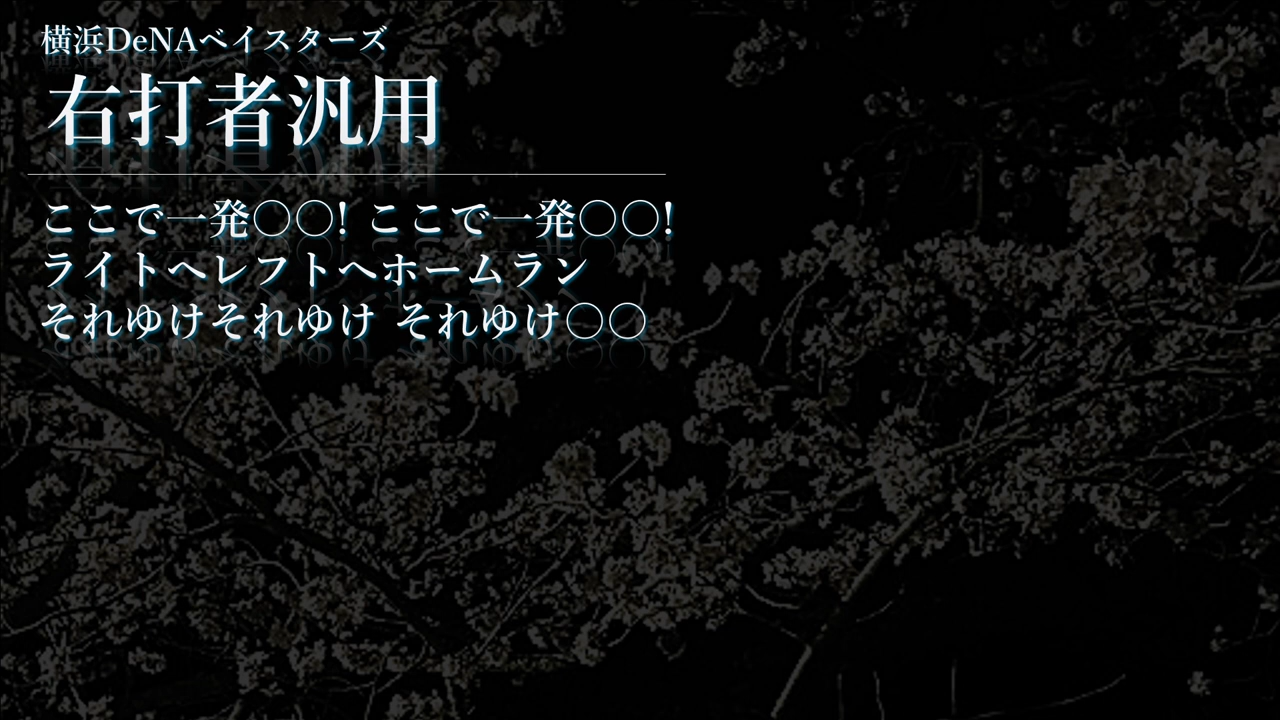 横浜DeNAベイスターズ
右打者汎用
ここで一発○○! ここで一発○○!
ライトへレフトへホームラン
それゆけそれゆけ それゆけ○○